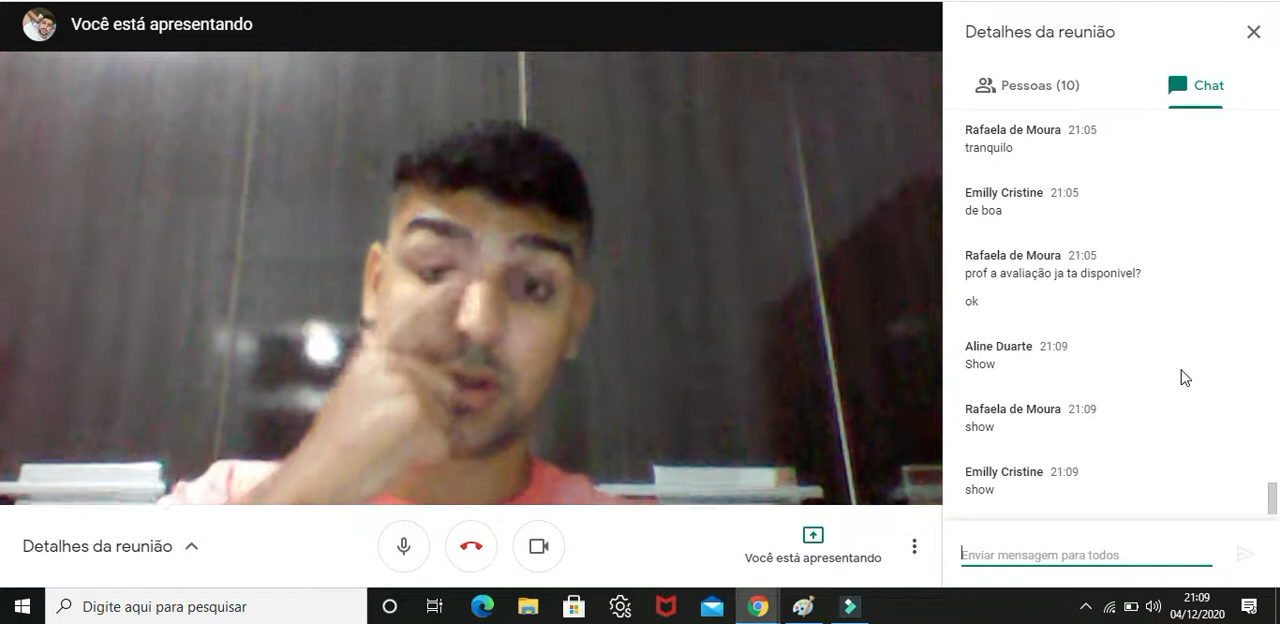 Você está apresentando
Detalhes da reunião
Pessoas (10)
Chat
Rafaela de Moura 21:05
tranquilo
Emilly Cristine 21:05
de boa
Rafaela de Moura 21:05
prof a avaliação ja ta disponivel?
ok
Aline Duarte 21:09
Show
Rafaela de Moura 21:09
show
Emilly Cristine 21:09
show
Enviar mensagem para todos
Detalhes da reunião
Você está apresentando
Digite aqui para pesquisar
21:09
04/12/2020